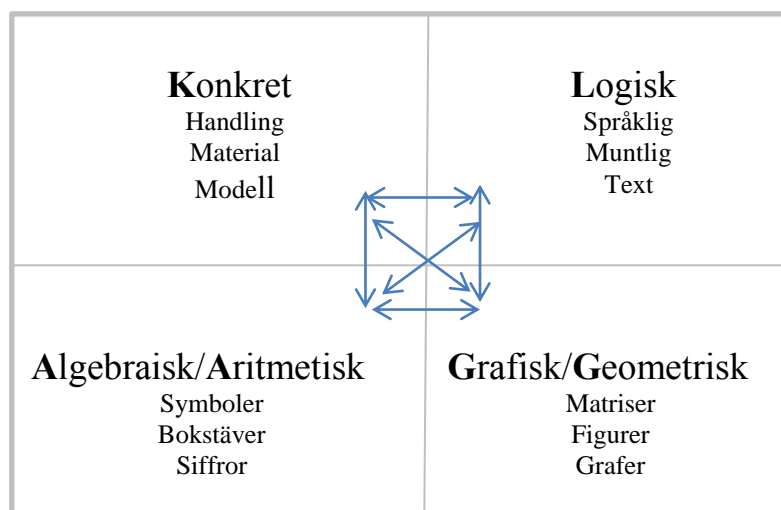 Konkret
Handling
Material
Modell
Logisk
Språklig
Muntlig
Text
Algebraisk/Aritmetisk
Symboler
Bokstäver
Siffror
Grafisk/Geometrisk
Matriser
Figurer
Grafer